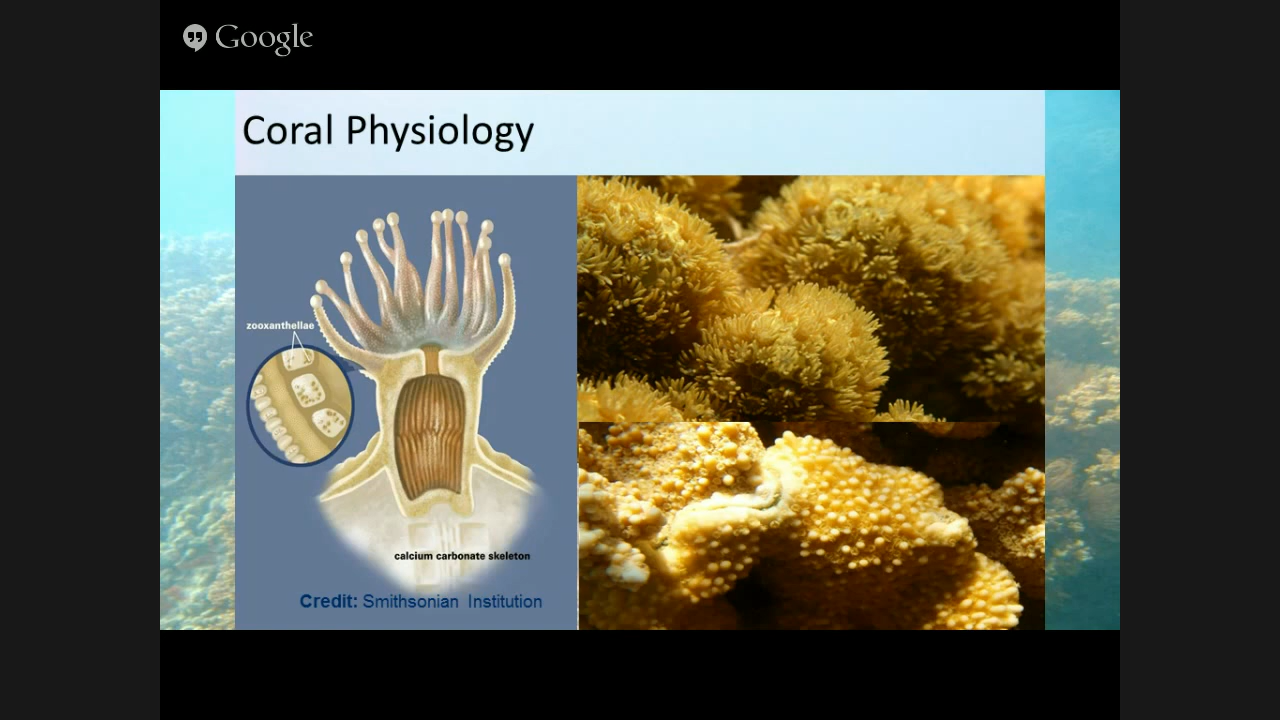 Google
Coral Physiology
zooxanthellae
calcium carbonate skeleton
Credit: Smithsonian Institution